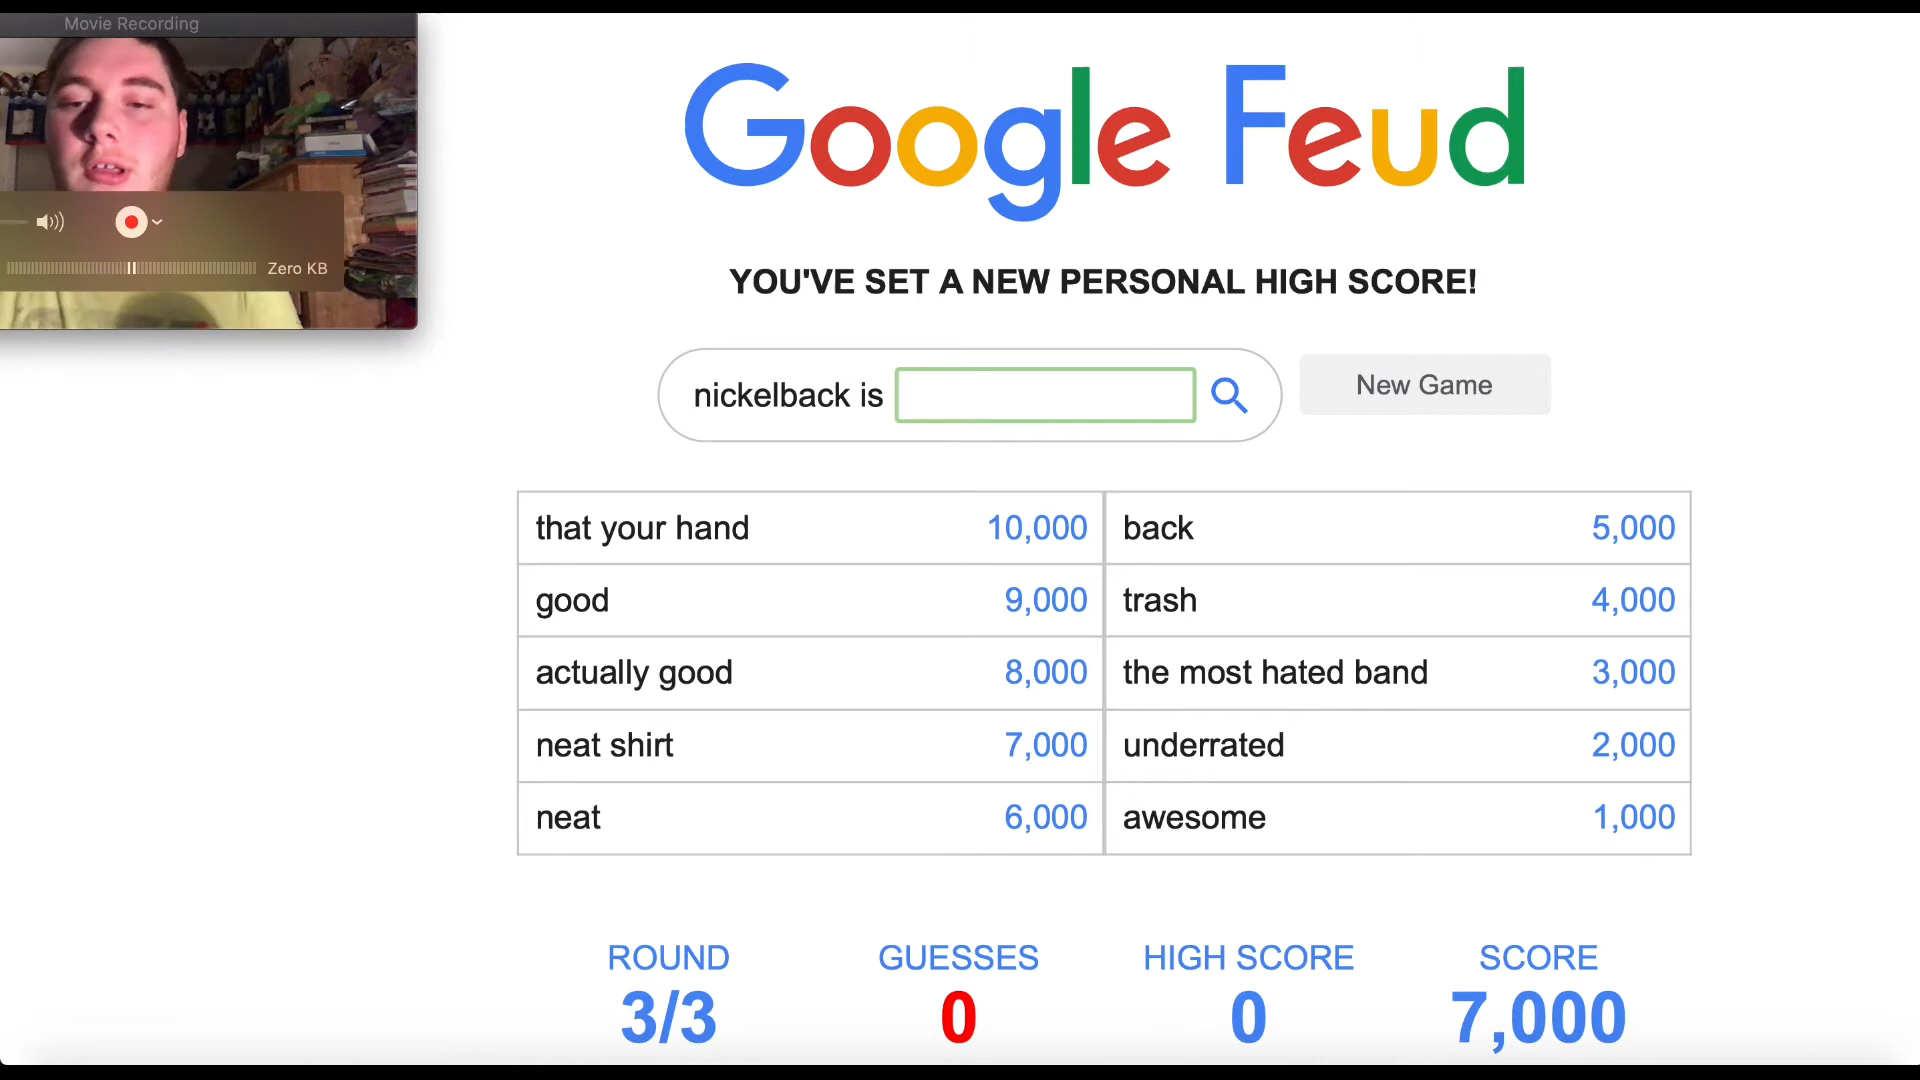 Movie Recording
Zero KB
Google Feud
YOU'VE SET A NEW PERSONAL HIGH SCORE!
nickelback is
New Game
that your hand 10,000 back 5,000
good 9,000 trash 4,000
actually good 8,000 the most hated band 3,000
neat shirt 7,000 underrated 2,000
neat 6,000 awesome 1,000
ROUND GUESSES HIGH SCORE SCORE
3/3 0 0 7,000